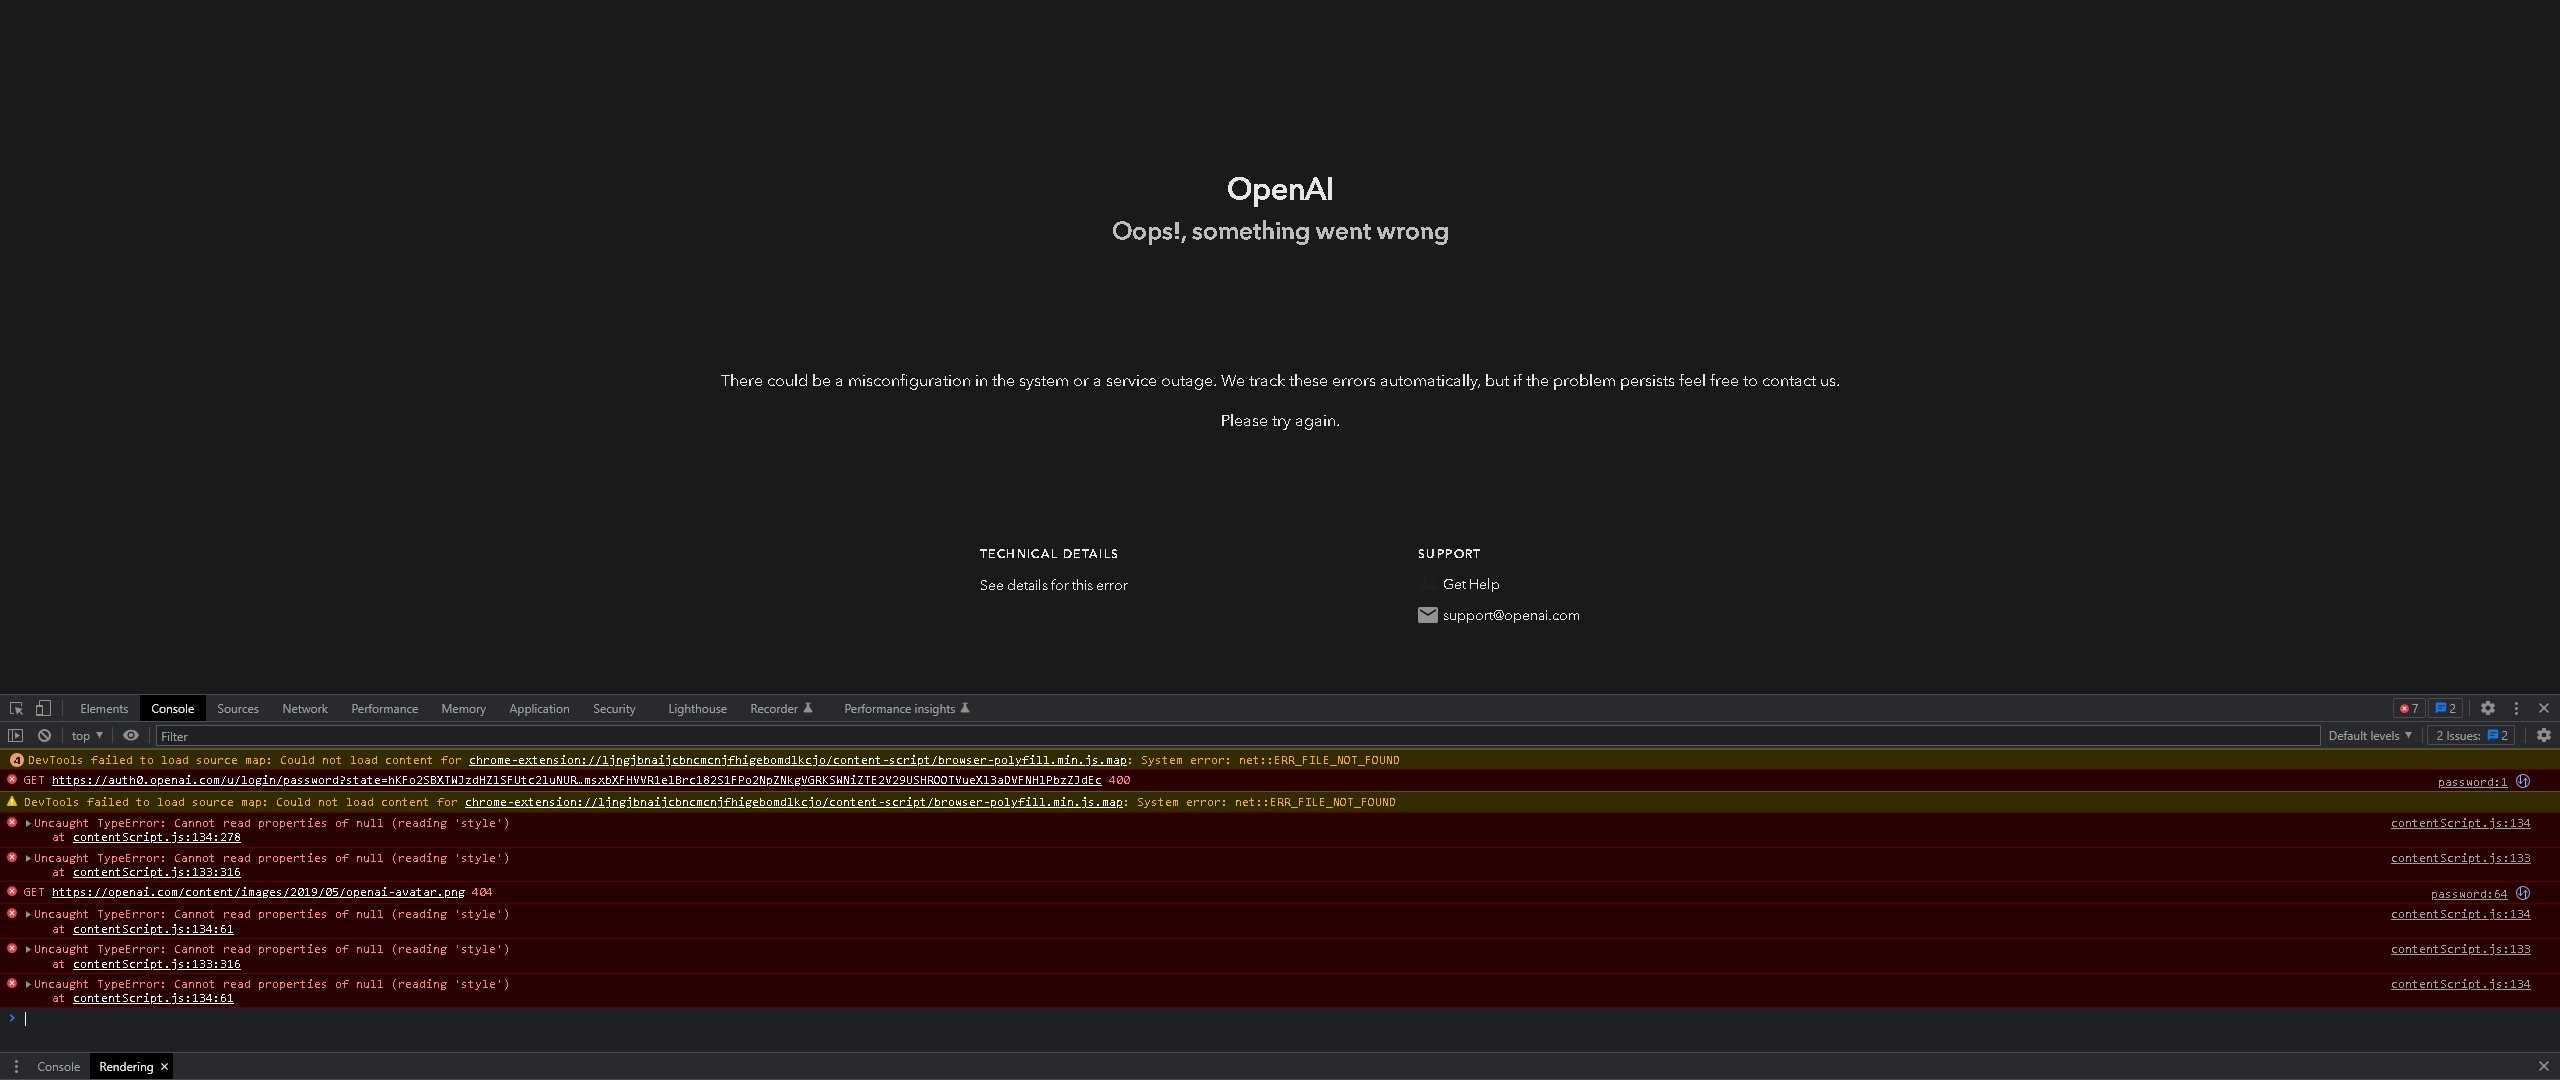 OpenAI
Oops!, something went wrong
There could be a misconfiguration in the system or a service outage. We track these errors automatically, but if the problem persists feel free to contact us.
Please try again.
TECHNICAL DETAILS
See details for this error
SUPPORT
Get Help
support@openai.com
Elements Console Sources Network Performance Memory Application Security Lighthouse Recorder Performance insights 7 2
top Filter Default levels 2 Issues: 2
4 DevTools failed to load source map: Could not load content for chrome-extension://ljngjbnaijcbncmcnjfhigebomdlkcjo/content-script/browser-polyfill.min.js.map: System error: net::ERR_FILE_NOT_FOUND
GET 400 password:1
DevTools failed to load source map: Could not load content for chrome-extension://ljngjbnaijcbncmcnjfhigebomdlkcjo/content-script/browser-polyfill.min.js.map: System error: net::ERR_FILE_NOT_FOUND
Uncaught TypeError: Cannot read properties of null (reading 'style') contentScript.js:134
at contentScript.js:134:278
Uncaught TypeError: Cannot read properties of null (reading 'style') contentScript.js:133
at contentScript.js:133:316
GET https://openai.com/content/images/2019/05/openai-avatar.png 404 password:64
Uncaught TypeError: Cannot read properties of null (reading 'style') contentScript.js:134
at contentScript.js:134:61
Uncaught TypeError: Cannot read properties of null (reading 'style') contentScript.js:133
at contentScript.js:133:316
Uncaught TypeError: Cannot read properties of null (reading 'style') contentScript.js:134
at contentScript.js:134:61
Console Rendering